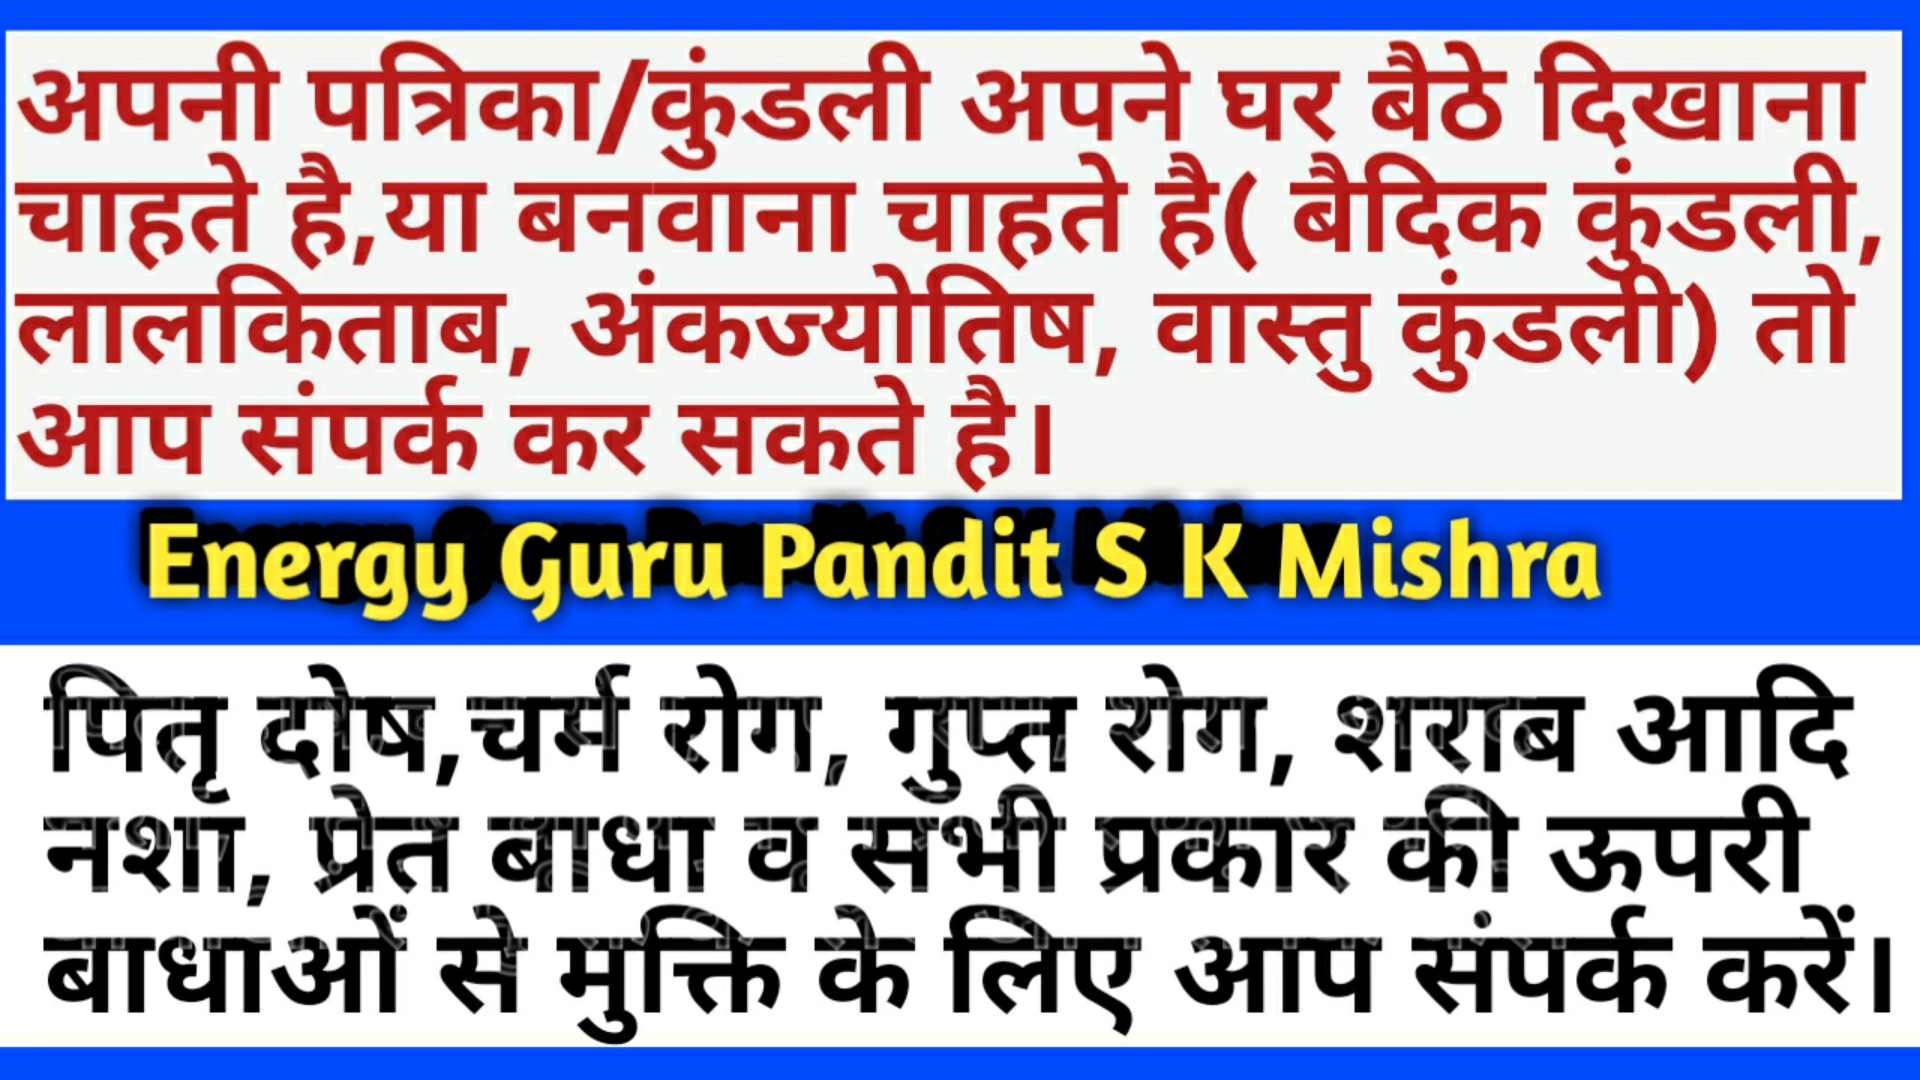 अपनी पत्रिका/कुंडली अपने घर बैठे दिखाना
चाहते है,या बनवाना चाहते है( बैदिक कुंडली,
लालकिताब, अंकज्योतिष, वास्तु कुंडली) तो
आप संपर्क कर सकते है।
Energy Guru Pandit S K Mishra
पितृ दोष,चर्म रोग, गुप्त रोग, शराब आदि
नशा, प्रेत बाधा व सभी प्रकार की ऊपरी
बाधाओं से मुक्ति के लिए आप संपर्क करें।